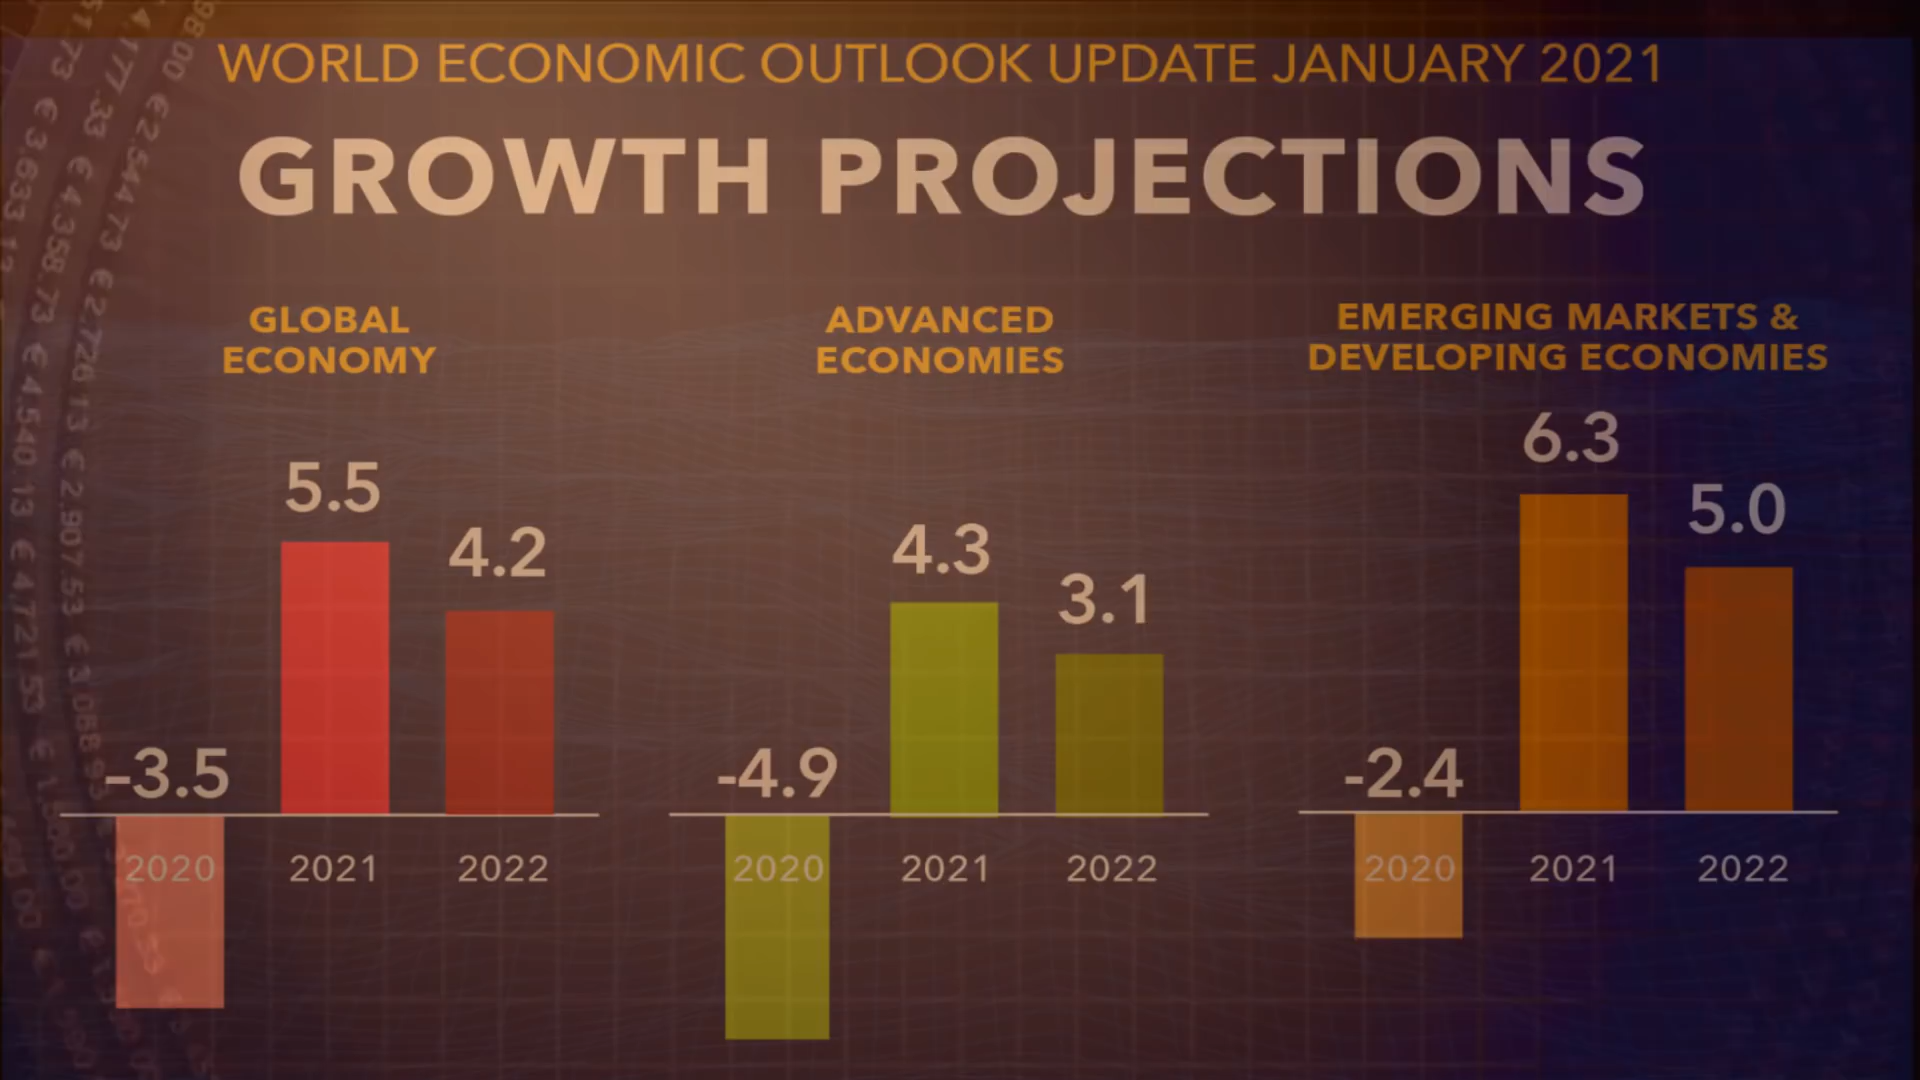 WORLD ECONOMIC OUTLOOK UPDATE JANUARY 2021
GROWTH PROJECTIONS
GLOBAL
ECONOMY
5.5
4.2
–3.5
2020
2021
2022
ADVANCED
ECONOMIES
4.3
3.1
-4.9
2020
2021
2022
EMERGING MARKETS &
DEVELOPING ECONOMIES
6.3
5.0
-2.4
2020
2021
2022